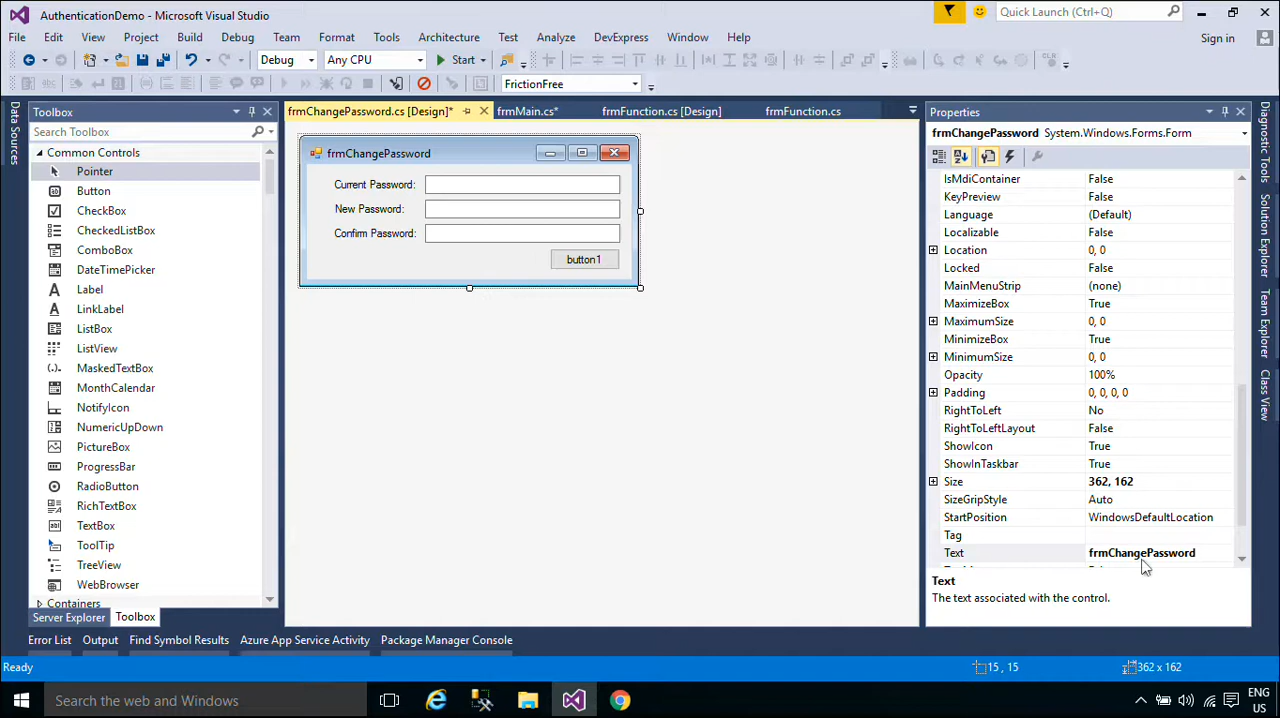 AuthenticationDemo - Microsoft Visual Studio
Quick Launch (Ctrl+Q)
File Edit View Project Build Debug Team Format Tools Architecture Test Analyze DevExpress Window Help
Sign in
Debug Any CPU Start
FrictionFree
Data Sources
Toolbox
Search Toolbox
Common Controls
Pointer
Button
CheckBox
CheckedListBox
ComboBox
DateTimePicker
Label
LinkLabel
ListBox
ListView
MaskedTextBox
MonthCalendar
NotifyIcon
NumericUpDown
PictureBox
ProgressBar
RadioButton
RichTextBox
TextBox
ToolTip
TreeView
WebBrowser
Containers
Server Explorer Toolbox
frmChangePassword.cs [Design]* frmMain.cs* frmFunction.cs [Design] frmFunction.cs
frmChangePassword
Current Password:
New Password:
Confirm Password:
button1
Properties
frmChangePassword System.Windows.Forms.Form
IsMdiContainer False
KeyPreview False
Language (Default)
Localizable False
Location 0, 0
Locked False
MainMenuStrip (none)
MaximizeBox True
MaximumSize 0, 0
MinimizeBox True
MinimumSize 0, 0
Opacity 100%
Padding 0, 0, 0, 0
RightToLeft No
RightToLeftLayout False
ShowIcon True
ShowInTaskbar True
Size 362, 162
SizeGripStyle Auto
StartPosition WindowsDefaultLocation
Tag
Text frmChangePassword
Text
The text associated with the control.
Diagnostic Tools
Solution Explorer
Team Explorer
Class View
Error List Output Find Symbol Results Azure App Service Activity Package Manager Console
Ready
15 , 15
362 x 162
Search the web and Windows
ENG
US